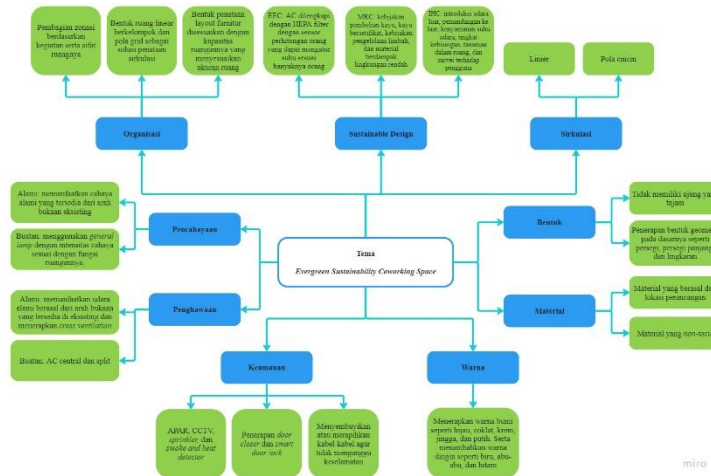 Pembagian zonasi
berdasarkan
kegiatan serta sifat
ruangnya
Bentuk ruang linear
berkelompok dan
pola grid sebagai
solusi penataan
sirkulasi
Bentuk penataan
layout furnitur
disesuaikan dengan
kapasitas
ruangannya yang
menyesuaikan
ukuran ruang
EEC: AC dilengkapi
dengan HEPA filter
dengan sensor
perhitungan orang
yang dapat mengatur
suhu sesuai
banyaknya orang
MRC: kebijakan
pembelian kayu, kayu
bersertifikat, kebijakan
pengelolaan limbah,
dan material
berdampak
lingkungan rendah
IHC: introduksi udara
luar, pemandangan ke
luar, kenyamanan suhu
udara, tingkat
kebisingan, tanaman
dalam ruang, dan
survei terhadap
pengguna
Linier
Pola cincin
Organisasi
Sustainable Design
Sirkulasi
Alami: memanfaatkan cahaya
alami yang tersedia dari arah
bukaan eksisting
Buatan: menggunakan general
lamp dengan intensitas cahaya
sesuai dengan fungsi
ruangannya.
Pencahayaan
Tema
Evergreen Sustainability Coworking Space
Bentuk
Tidak memiliki ujung ya
tajam
Penerapan bentuk geome
pada dasarnya seperti
persegi, persegi panjang
dan lingkaran
Alami: memanfaatkan udara
alami berasal dari arah bukaan
yang tersedia di eksisting dan
menerapkan cross ventilation
Buatan: AC central dan split
Penghawaan
Material
Material yang berasal da
lokasi perancangan
Material yang non-toxic
Keamanan
Warna
APAR, CCTV,
sprinkler, dan
smoke and heat
detector
Penerapan door
closer dan smart
door lock
Menyembuyikan
atau merapihkan
kabel-kabel agar
tidak mengganggu
keselamatan
Menerapkan warna bumi
seperti hijau, coklat, krem,
jingga, dan putih. Serta
menambahkan warna
dingin seperti biru, abu-
abu, dan hitam
miro